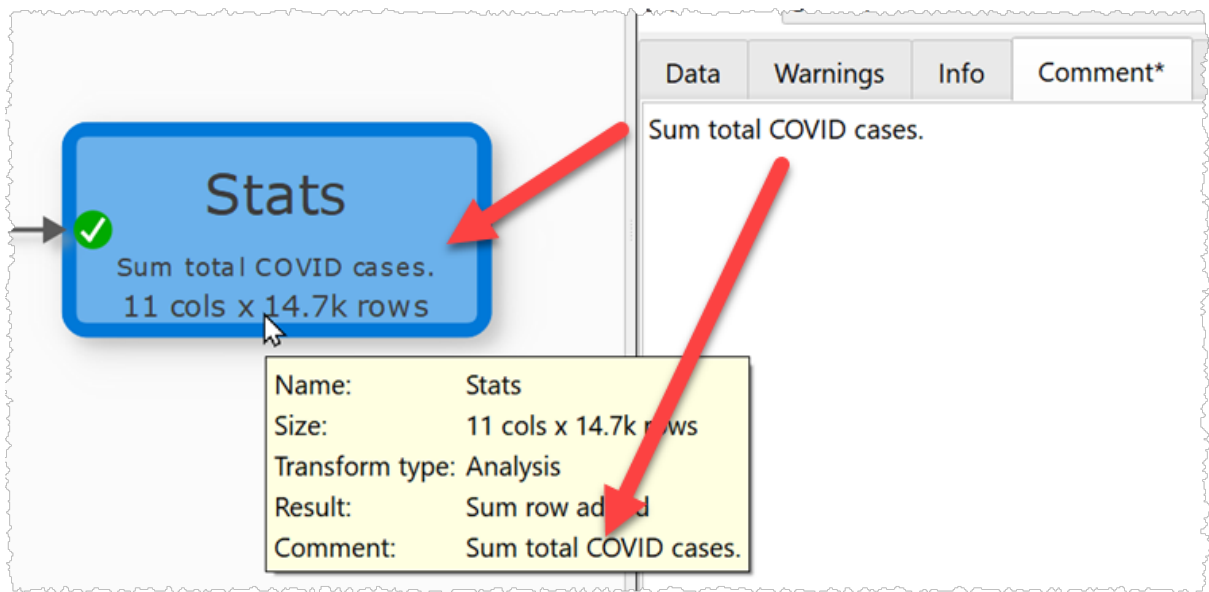 Data Warnings Info Comment*
Sum total COVID cases.
Stats
Sum total COVID cases.
11 cols x 14.7k rows
Name: Stats
Size: 11 cols x 14.7k rows
Transform type: Analysis
Result: Sum row
Comment: Sum total COVID cases.